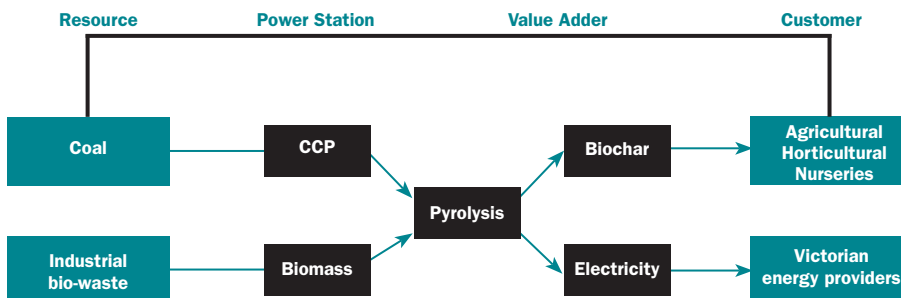 Resource
Power Station
Value Adder
Customer
Coal
CCP
Biochar
Agricultural
Horticultural
Nurseries
Pyrolysis
Industrial
bio-waste
Biomass
Electricity
Victorian
energy providers